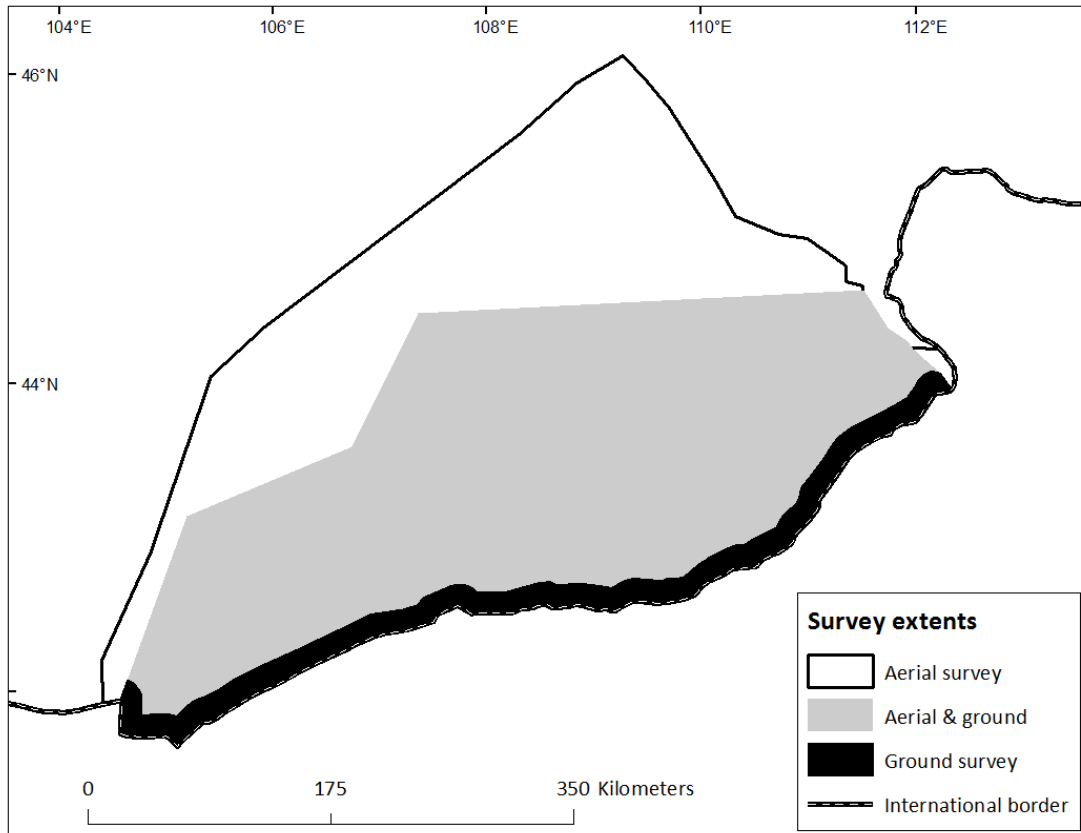 104°E 106°E 108°E 110°E 112°E
46°N
44°N
Survey extents
Aerial survey
Aerial & ground
Ground survey
International border
0 175 350 Kilometers